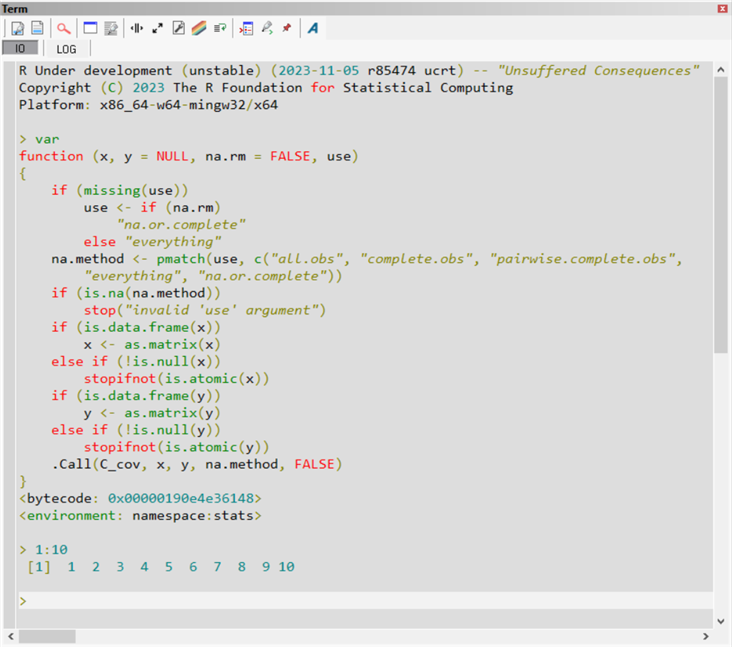 Term
IO LOG
R Under development (unstable) (2023-11-05 r85474 ucrt) -- "Unsuffered Consequences"
Copyright (C) 2023 The R Foundation for Statistical Computing
Platform: x86_64-w64-mingw32/x64
> var
function (x, y = NULL, na.rm = FALSE, use)
{
    if (missing(use))
        use <- if (na.rm)
            "na.or.complete"
        else "everything"
    na.method <- pmatch(use, c("all.obs", "complete.obs", "pairwise.complete.obs",
        "everything", "na.or.complete"))
    if (is.na(na.method))
        stop("invalid 'use' argument")
    if (is.data.frame(x))
        x <- as.matrix(x)
    else if (!is.null(x))
        stopifnot(is.atomic(x))
    if (is.data.frame(y))
        y <- as.matrix(y)
    else if (!is.null(y))
        stopifnot(is.atomic(y))
    .Call(C_cov, x, y, na.method, FALSE)
}
<bytecode: 0x00000190e4e36148>
<environment: namespace:stats>
> 1:10
 [1]  1  2  3  4  5  6  7  8  9 10
>